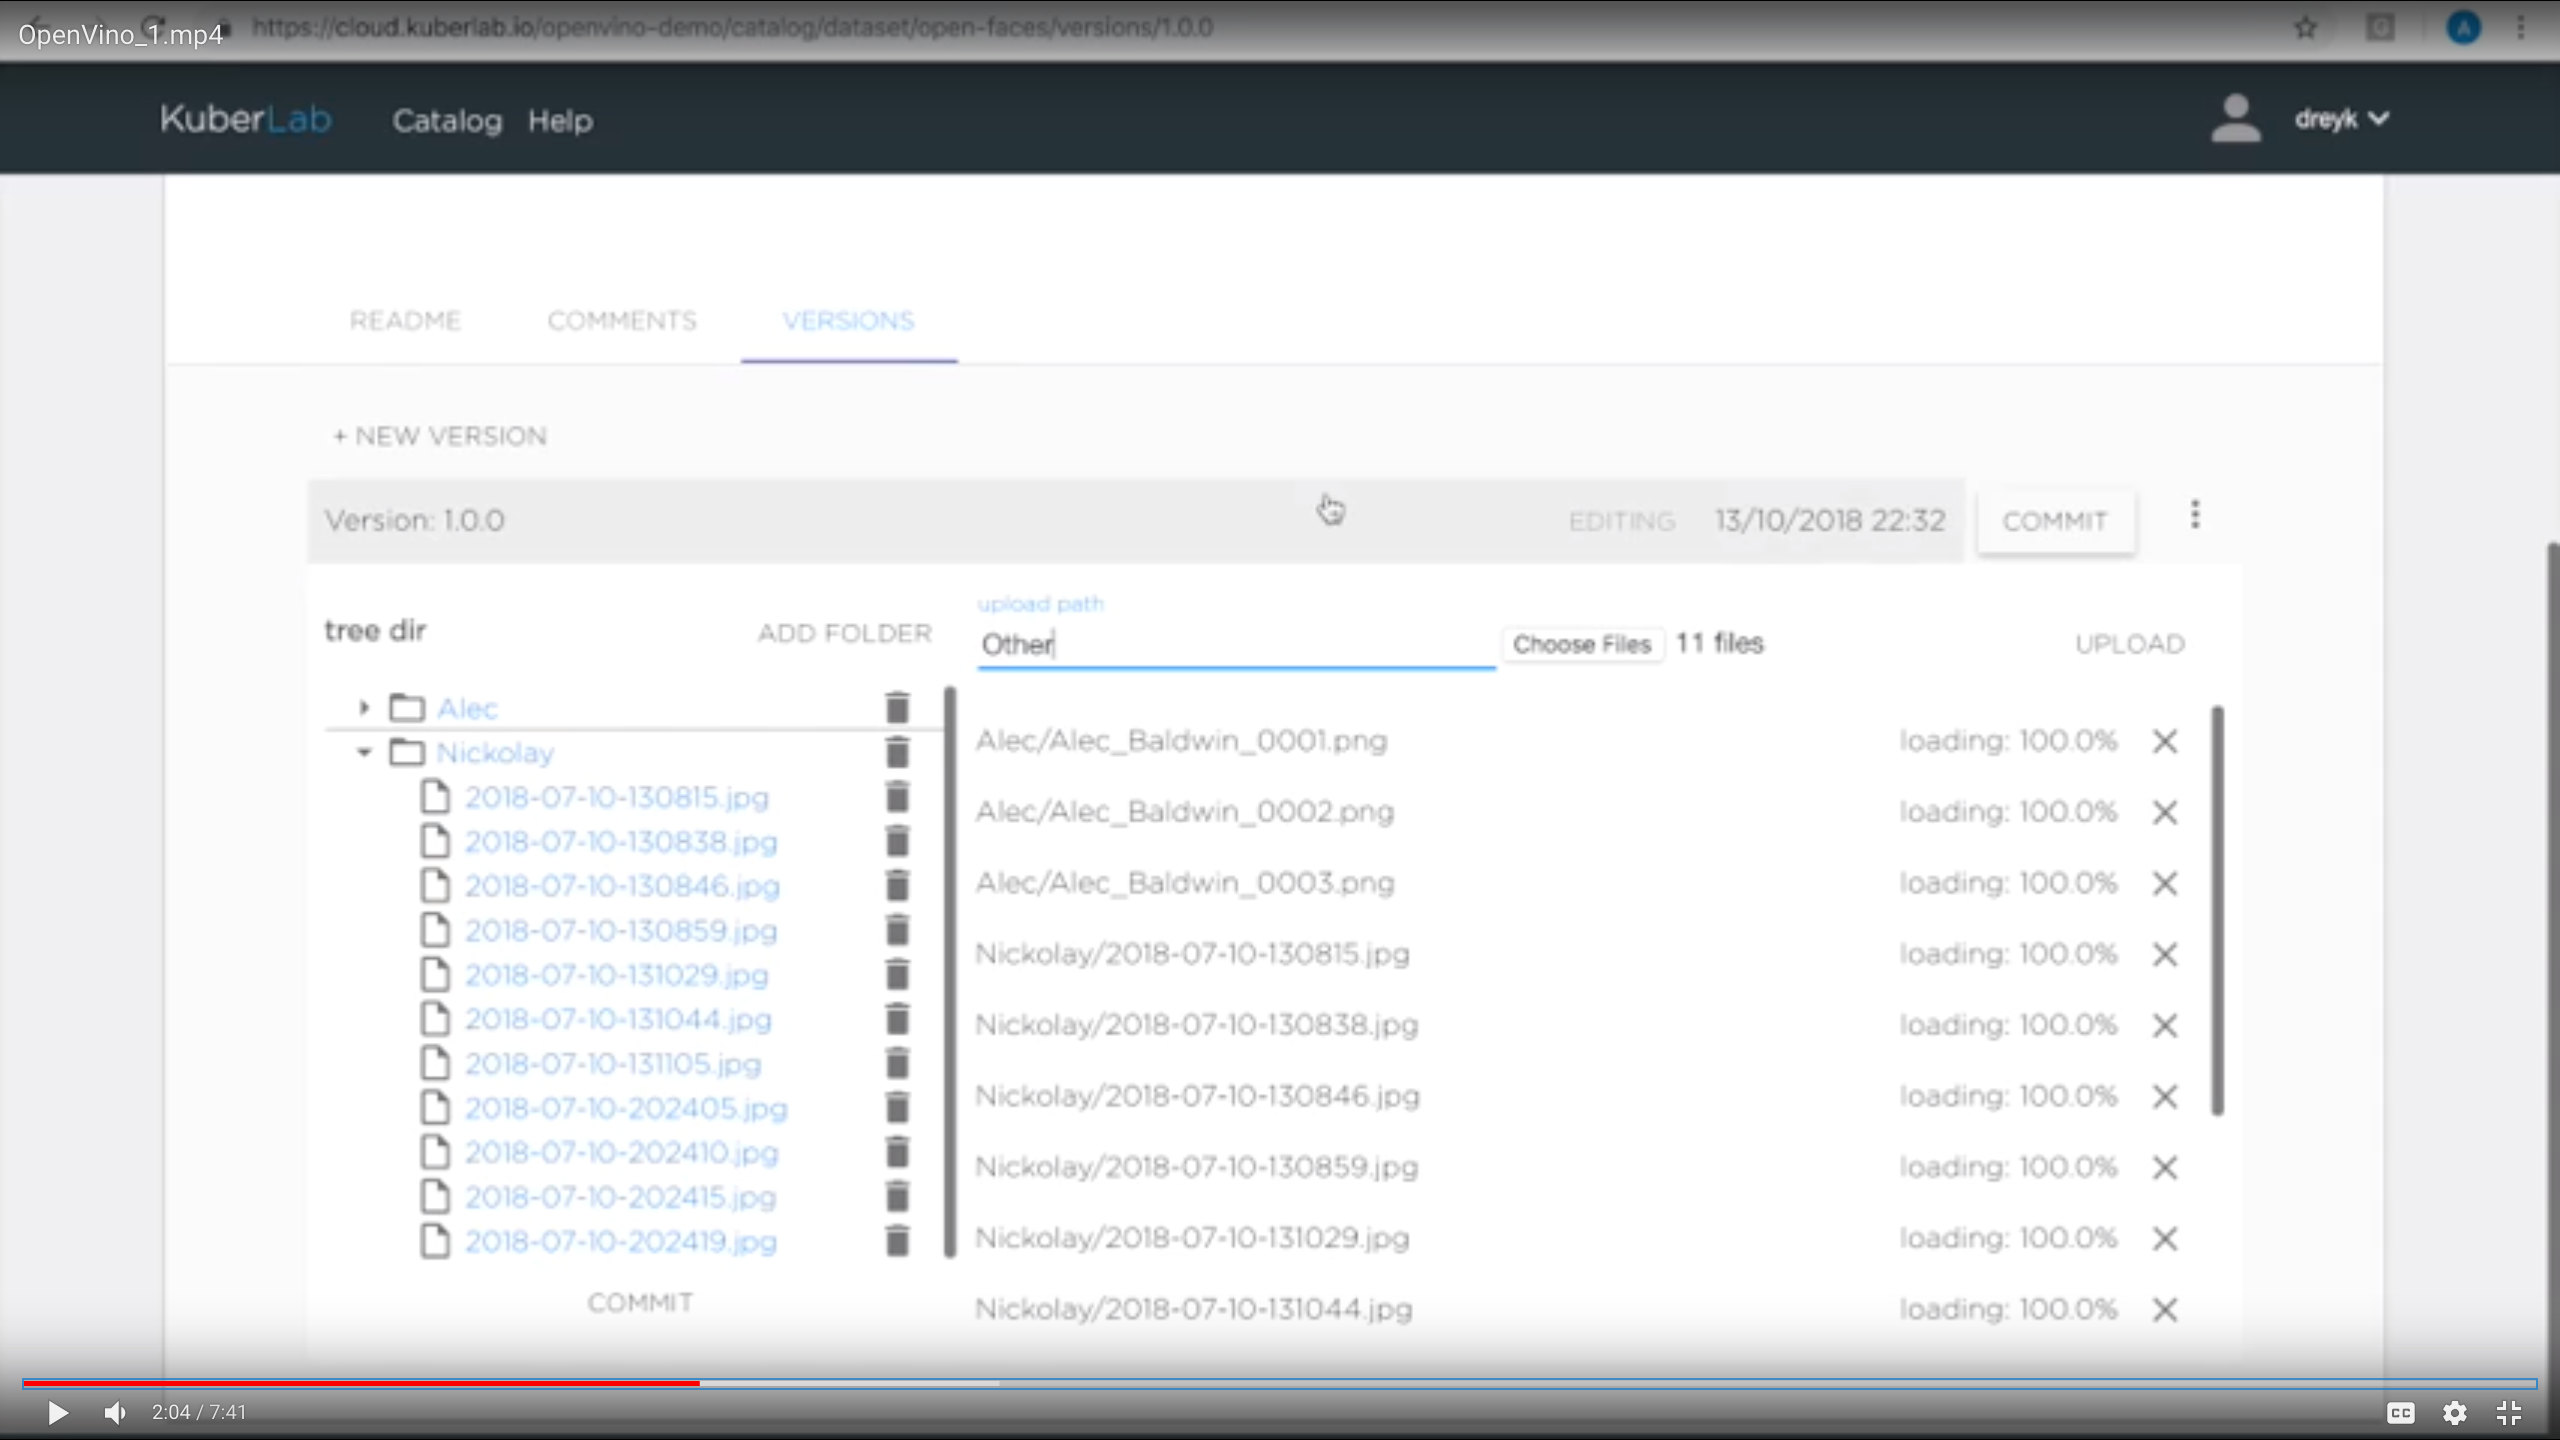 https://cloud.kuberlab.io/openvino-demo/catalog/dataset/open-faces/versions/1.0.0
OpenVino_1.mp4
A
KuberLab Catalog Help dreyk
README COMMENTS VERSIONS
+ NEW VERSION
Version: 1.0.0 EDITING 13/10/2018 22:32 COMMIT
upload path
tree dir ADD FOLDER Other Choose Files 11 files UPLOAD
Alec
Nickolay
2018-07-10-130815.jpg
2018-07-10-130838.jpg
2018-07-10-130846.jpg
2018-07-10-130859.jpg
2018-07-10-131029.jpg
2018-07-10-131044.jpg
2018-07-10-131105.jpg
2018-07-10-202405.jpg
2018-07-10-202410.jpg
2018-07-10-202415.jpg
2018-07-10-202419.jpg
COMMIT
Alec/Alec_Baldwin_0001.png loading: 100.0%
Alec/Alec_Baldwin_0002.png loading: 100.0%
Alec/Alec_Baldwin_0003.png loading: 100.0%
Nickolay/2018-07-10-130815.jpg loading: 100.0%
Nickolay/2018-07-10-130838.jpg loading: 100.0%
Nickolay/2018-07-10-130846.jpg loading: 100.0%
Nickolay/2018-07-10-130859.jpg loading: 100.0%
Nickolay/2018-07-10-131029.jpg loading: 100.0%
Nickolay/2018-07-10-131044.jpg loading: 100.0%
2:04 / 7:41 CC